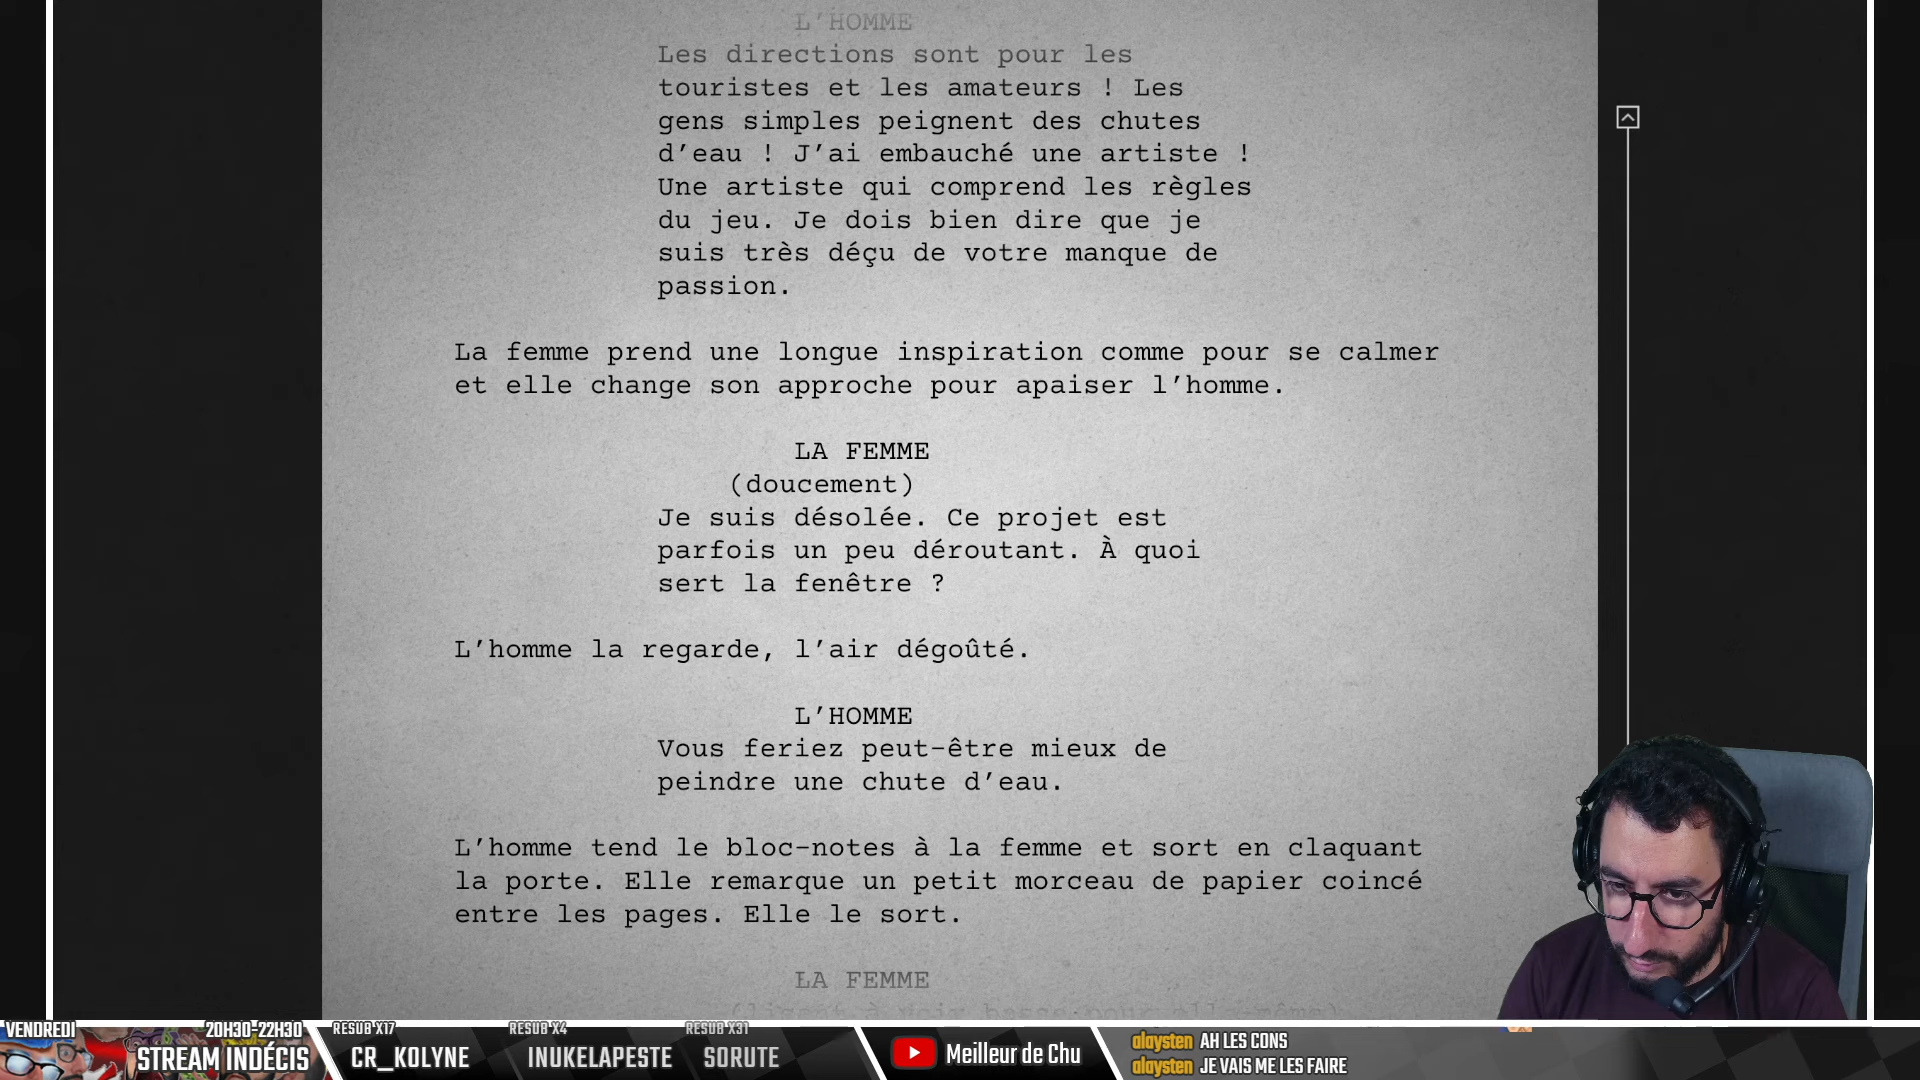 L'HOMME
Les directions sont pour les
touristes et les amateurs ! Les
gens simples peignent des chutes
d'eau ! J'ai embauché une artiste !
Une artiste qui comprend les règles
du jeu. Je dois bien dire que je
suis très déçu de votre manque de
passion.
La femme prend une longue inspiration comme pour se calmer
et elle change son approche pour apaiser l'homme.
LA FEMME
(doucement)
Je suis désolée. Ce projet est
parfois un peu déroutant. À quoi
sert la fenêtre ?
L'homme la regarde, l'air dégoûté.
L'HOMME
Vous feriez peut-être mieux de
peindre une chute d'eau.
L'homme tend le bloc-notes à la femme et sort en claquant
la porte. Elle remarque un petit morceau de papier coincé
entre les pages. Elle le sort.
LA FEMME
VENDREDI 20H30-22H30
STREAM INDÉCIS
RESUB X17
CR_KOLYNE
RESUB X4
INUKELAPESTE
RESUB X31
SORUTE
Meilleur de Chu
alaysten AH LES CONS
alaysten JE VAIS ME LES FAIRE